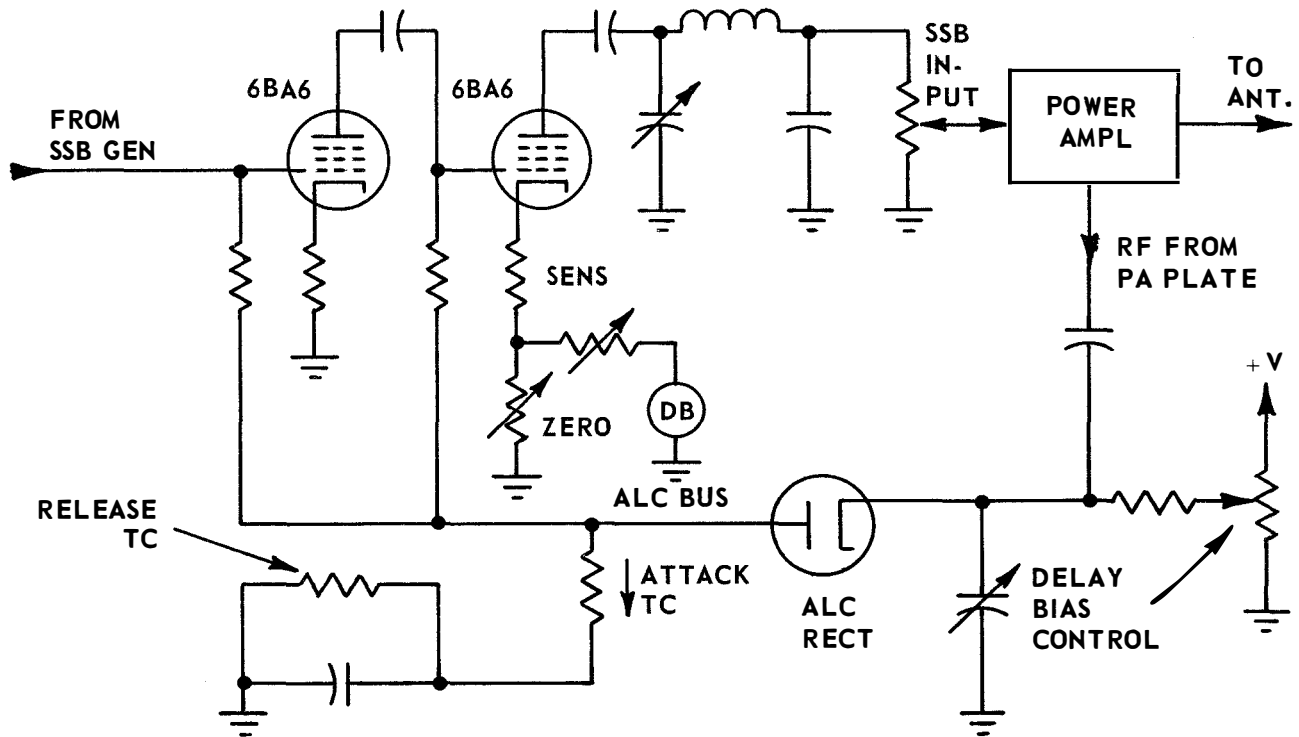 6BA6
6BA6
FROM
SSB GEN
SSB
IN-
PUT
POWER
AMPL
TO
ANT.
RF FROM
PA PLATE
SENS
ZERO
DB
+ V
ALC BUS
RELEASE
TC
ATTACK
TC
ALC
RECT
DELAY
BIAS
CONTROL